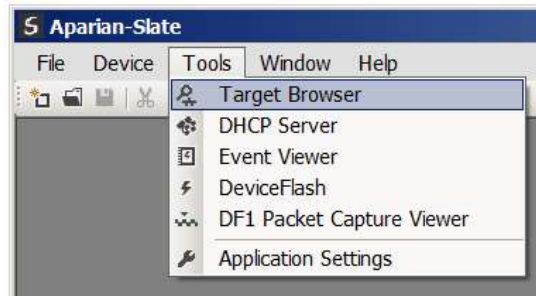 Aparian-Slate
File Device Tools Window Help
Target Browser
DHCP Server
Event Viewer
DeviceFlash
DF1 Packet Capture Viewer
Application Settings